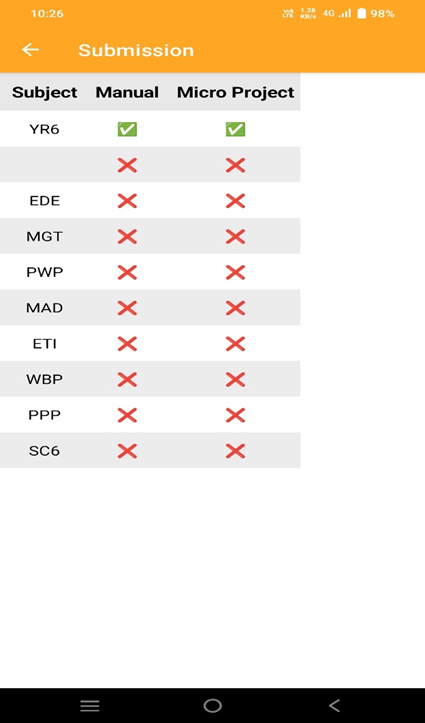 10:26 Vo) LTE 1.28 KB/s 4G 98%
Submission
Subject Manual Micro Project
YR6 ✅ ✅
❌ ❌
EDE ❌ ❌
MGT ❌ ❌
PWP ❌ ❌
MAD ❌ ❌
ETI ❌ ❌
WBP ❌ ❌
PPP ❌ ❌
SC6 ❌ ❌